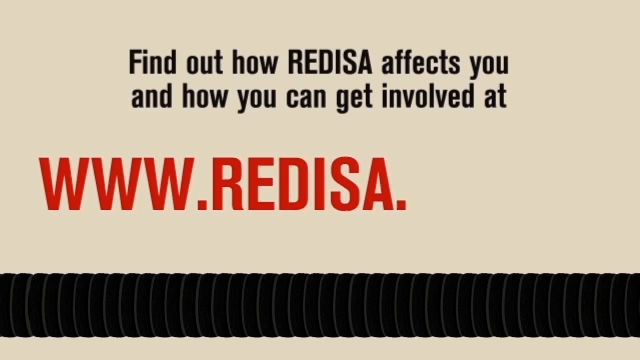 Find out how REDISA affects you
and how you can get involved at
WWW.REDISA.